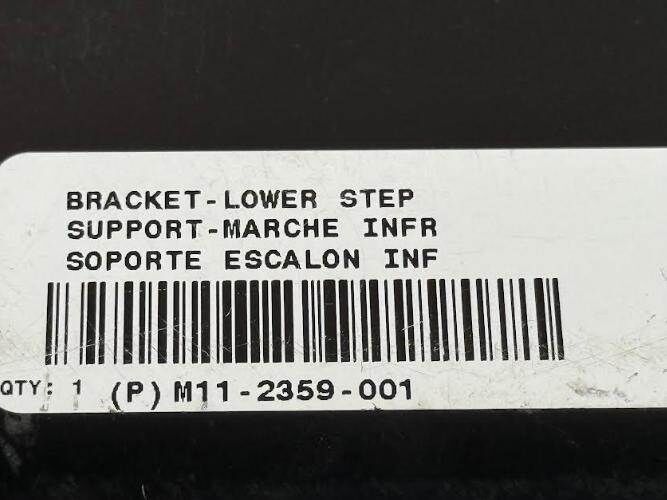 BRACKET-LOWER STEP
SUPPORT-MARCHE INFR
SOPORTE ESCALON INF
QTY: 1 (P) M11-2359-001